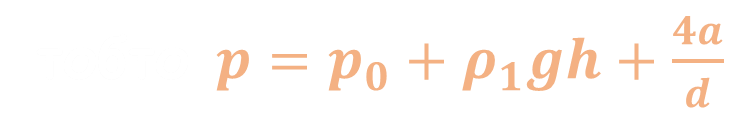 p = p₀ + ρ₁gh + 4a/d